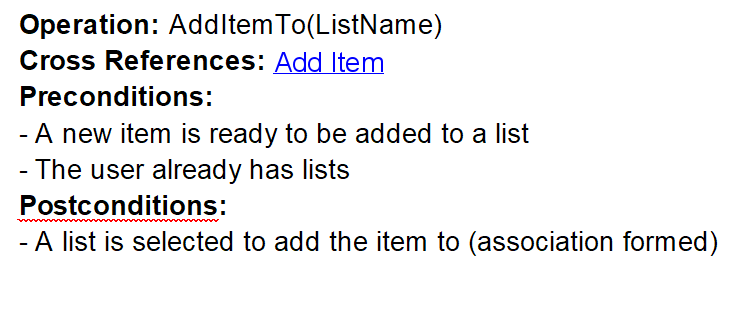 Operation: AddItemTo(ListName)
Cross References: Add Item
Preconditions:
- A new item is ready to be added to a list
- The user already has lists
Postconditions:
- A list is selected to add the item to (association formed)